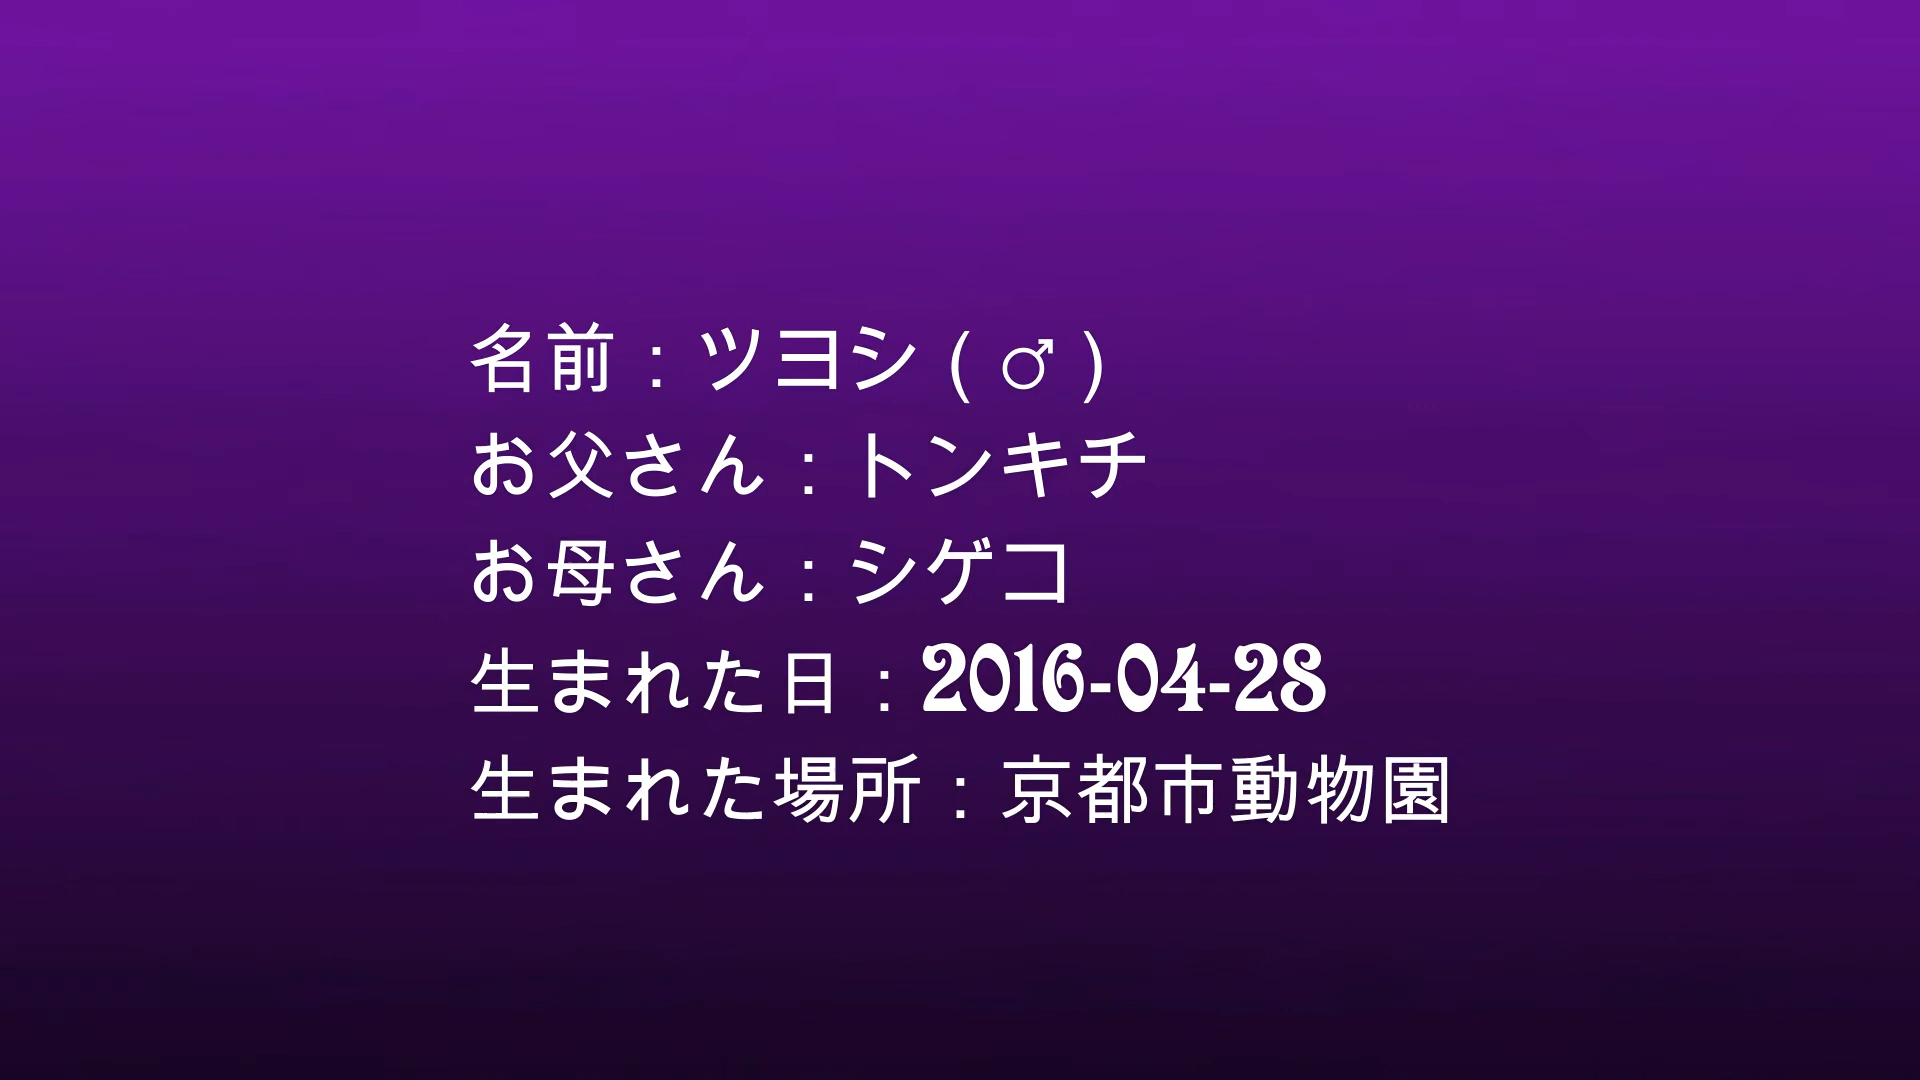 名前：ツヨシ（♂）
お父さん：トンキチ
お母さん：シゲコ
生まれた日：2016-04-28
生まれた場所：京都市動物園